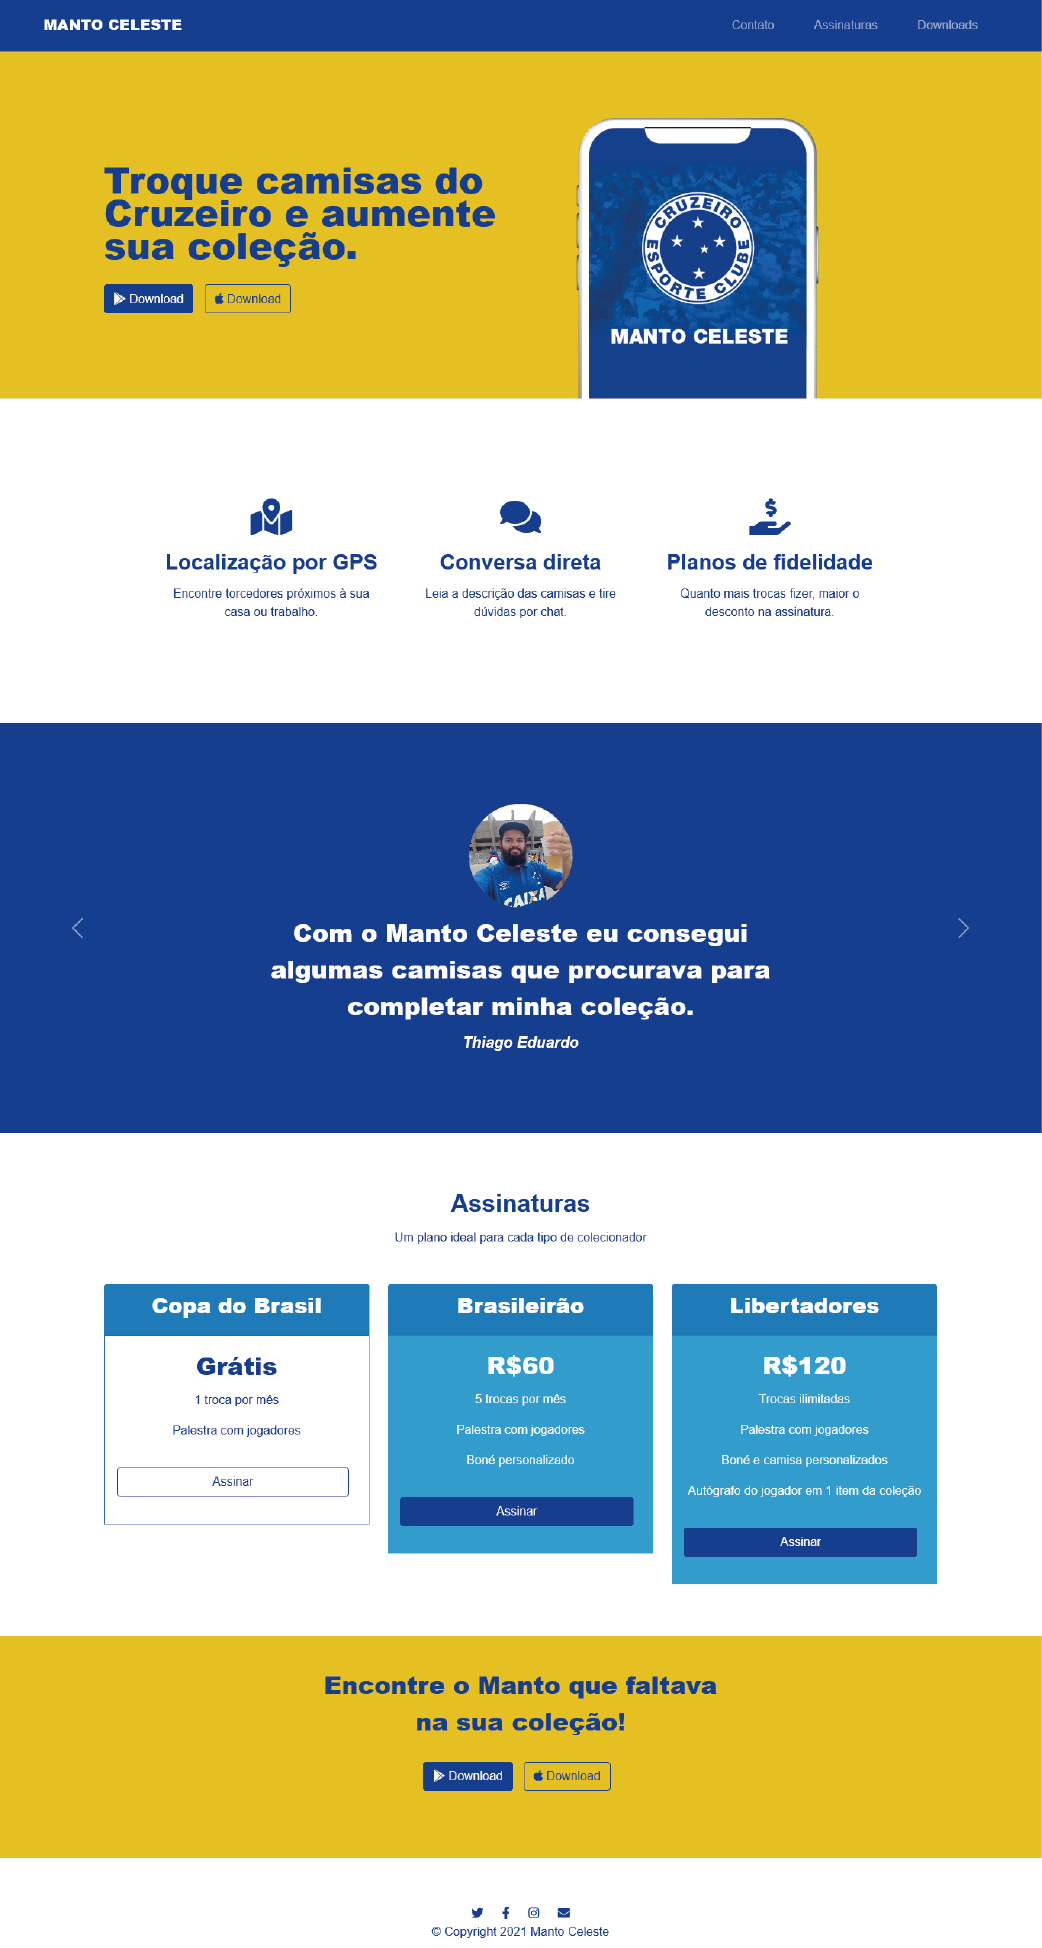 MANTO CELESTE
Contato
Assinaturas
Downloads
Troque camisas do
Cruzeiro e aumente
sua coleção.
Download
Download
CRUZEIRO
ESPORTE CLUBE
MANTO CELESTE
Localização por GPS
Encontre torcedores próximos à sua
casa ou trabalho.
Conversa direta
Leia a descrição das camisas e tire
dúvidas por chat.
Planos de fidelidade
Quanto mais trocas fizer, maior o
desconto na assinatura.
CAIXA
Com o Manto Celeste eu consegui
algumas camisas que procurava para
completar minha coleção.
Thiago Eduardo
Assinaturas
Um plano ideal para cada tipo de colecionador
Copa do Brasil
Grátis
1 troca por mês
Palestra com jogadores
Assinar
Brasileirão
R$60
5 trocas por mês
Palestra com jogadores
Boné personalizado
Assinar
Libertadores
R$120
Trocas ilimitadas
Palestra com jogadores
Boné e camisa personalizados
Autógrafo do jogador em 1 item da coleção
Assinar
Encontre o Manto que faltava
na sua coleção!
Download
Download
© Copyright 2021 Manto Celeste